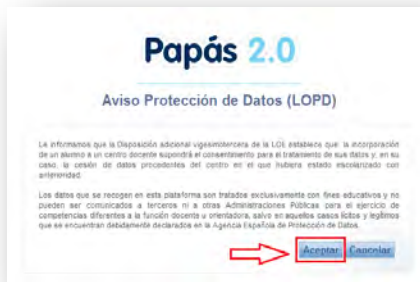 Papás 2.0
Aviso Protección de Datos (LOPD)
Le informamos que la Disposición adicional vigesimotercera de la LOE establece que: la incorporación
de un alumno a un centro docente supondrá el consentimiento para el tratamiento de sus datos y, en su
caso, la cesión de datos procedentes del centro en el que hubiera estado escolarizado con
anterioridad.
Los datos que se recogen en esta plataforma son tratados exclusivamente con fines educativos y no
pueden ser comunicados a terceros ni a otras Administraciones Públicas para el ejercicio de
competencias diferentes a la función docente u orientadora, salvo en aquellos casos lícitos y legítimos
que se encuentran debidamente declarados en la Agencia Española de Protección de Datos.
Aceptar Cancelar